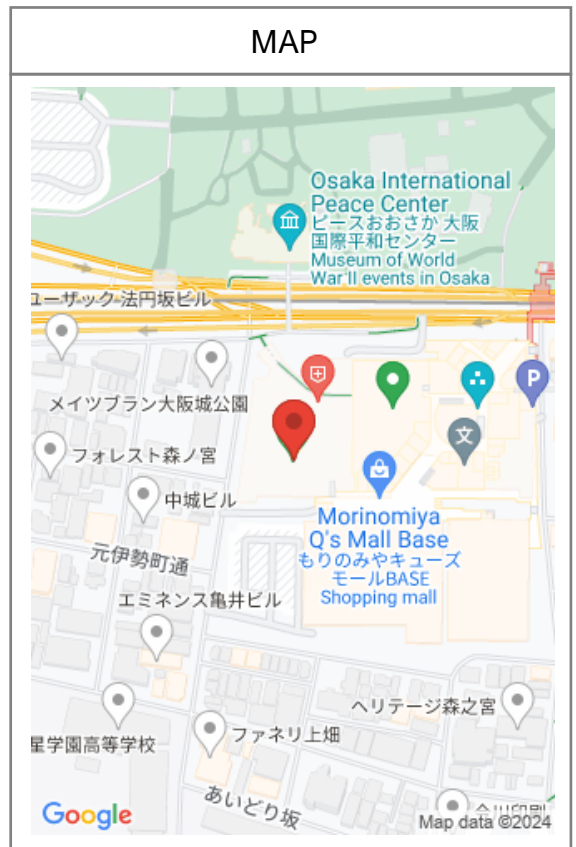 MAP
Osaka International
Peace Center
ピースおおさか 大阪
国際平和センター
Museum of World
War II events in Osaka
ユーザック 法円坂ビル
メイツブラン大阪城公園
P
文
フォレスト森ノ宮
中城ビル
Morinomiya
Q's Mall Base
もりのみやキューズ
モールBASE
Shopping mall
元伊勢町通
エミネンス亀井ビル
ヘリテージ森之宮
ファネリ上畑
星学園高等学校
あいどり坂
Google
Map data ©2024